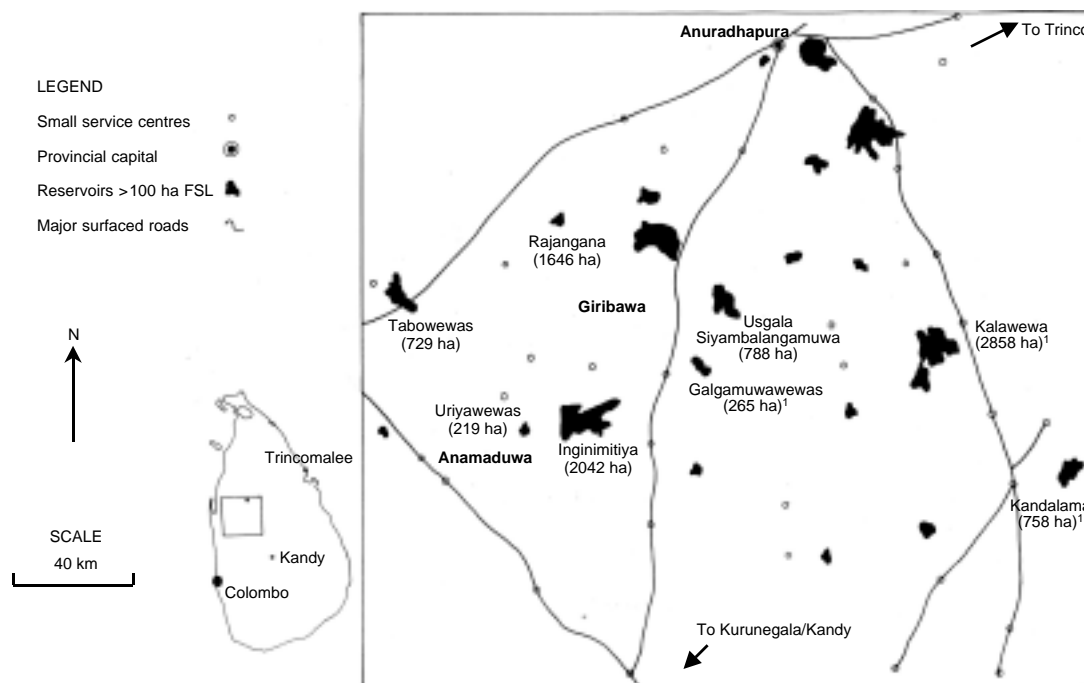 LEGEND
Small service centres
Provincial capital
Reservoirs >100 ha FSL
Major surfaced roads
N
SCALE
40 km
Trincomalee
Kandy
Colombo
Anuradhapura
To Trinco
Rajangana
(1646 ha)
Giribawa
Tabowewas
(729 ha)
Usgala
Siyambalangamuwa
(788 ha)
Kalawewa
(2858 ha)¹
Galgamuwawewas
(265 ha)¹
Uriyawewas
(219 ha)
Anamaduwa
Inginimitiya
(2042 ha)
Kandalama
(758 ha)¹
To Kurunegala/Kandy